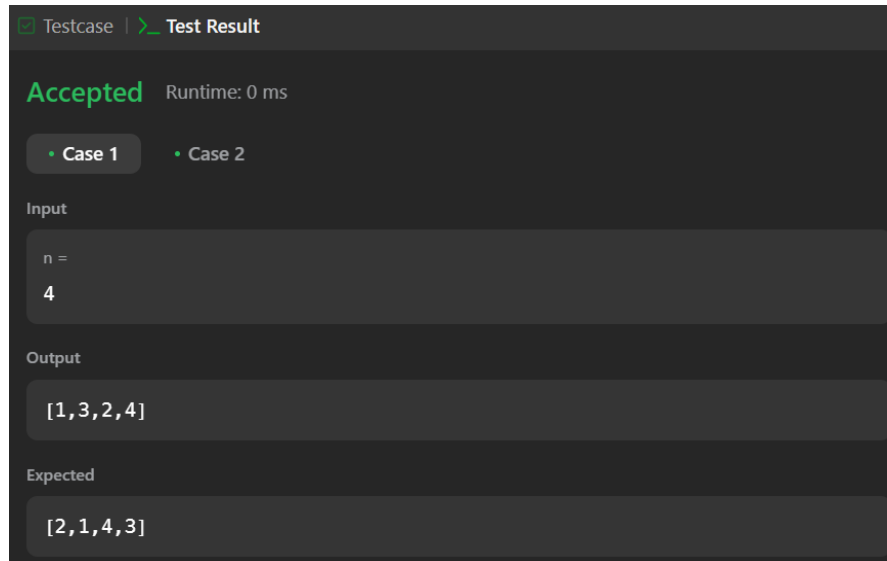 Testcase | >_ Test Result
Accepted Runtime: 0 ms
• Case 1 • Case 2
Input
n =
4
Output
[1,3,2,4]
Expected
[2,1,4,3]